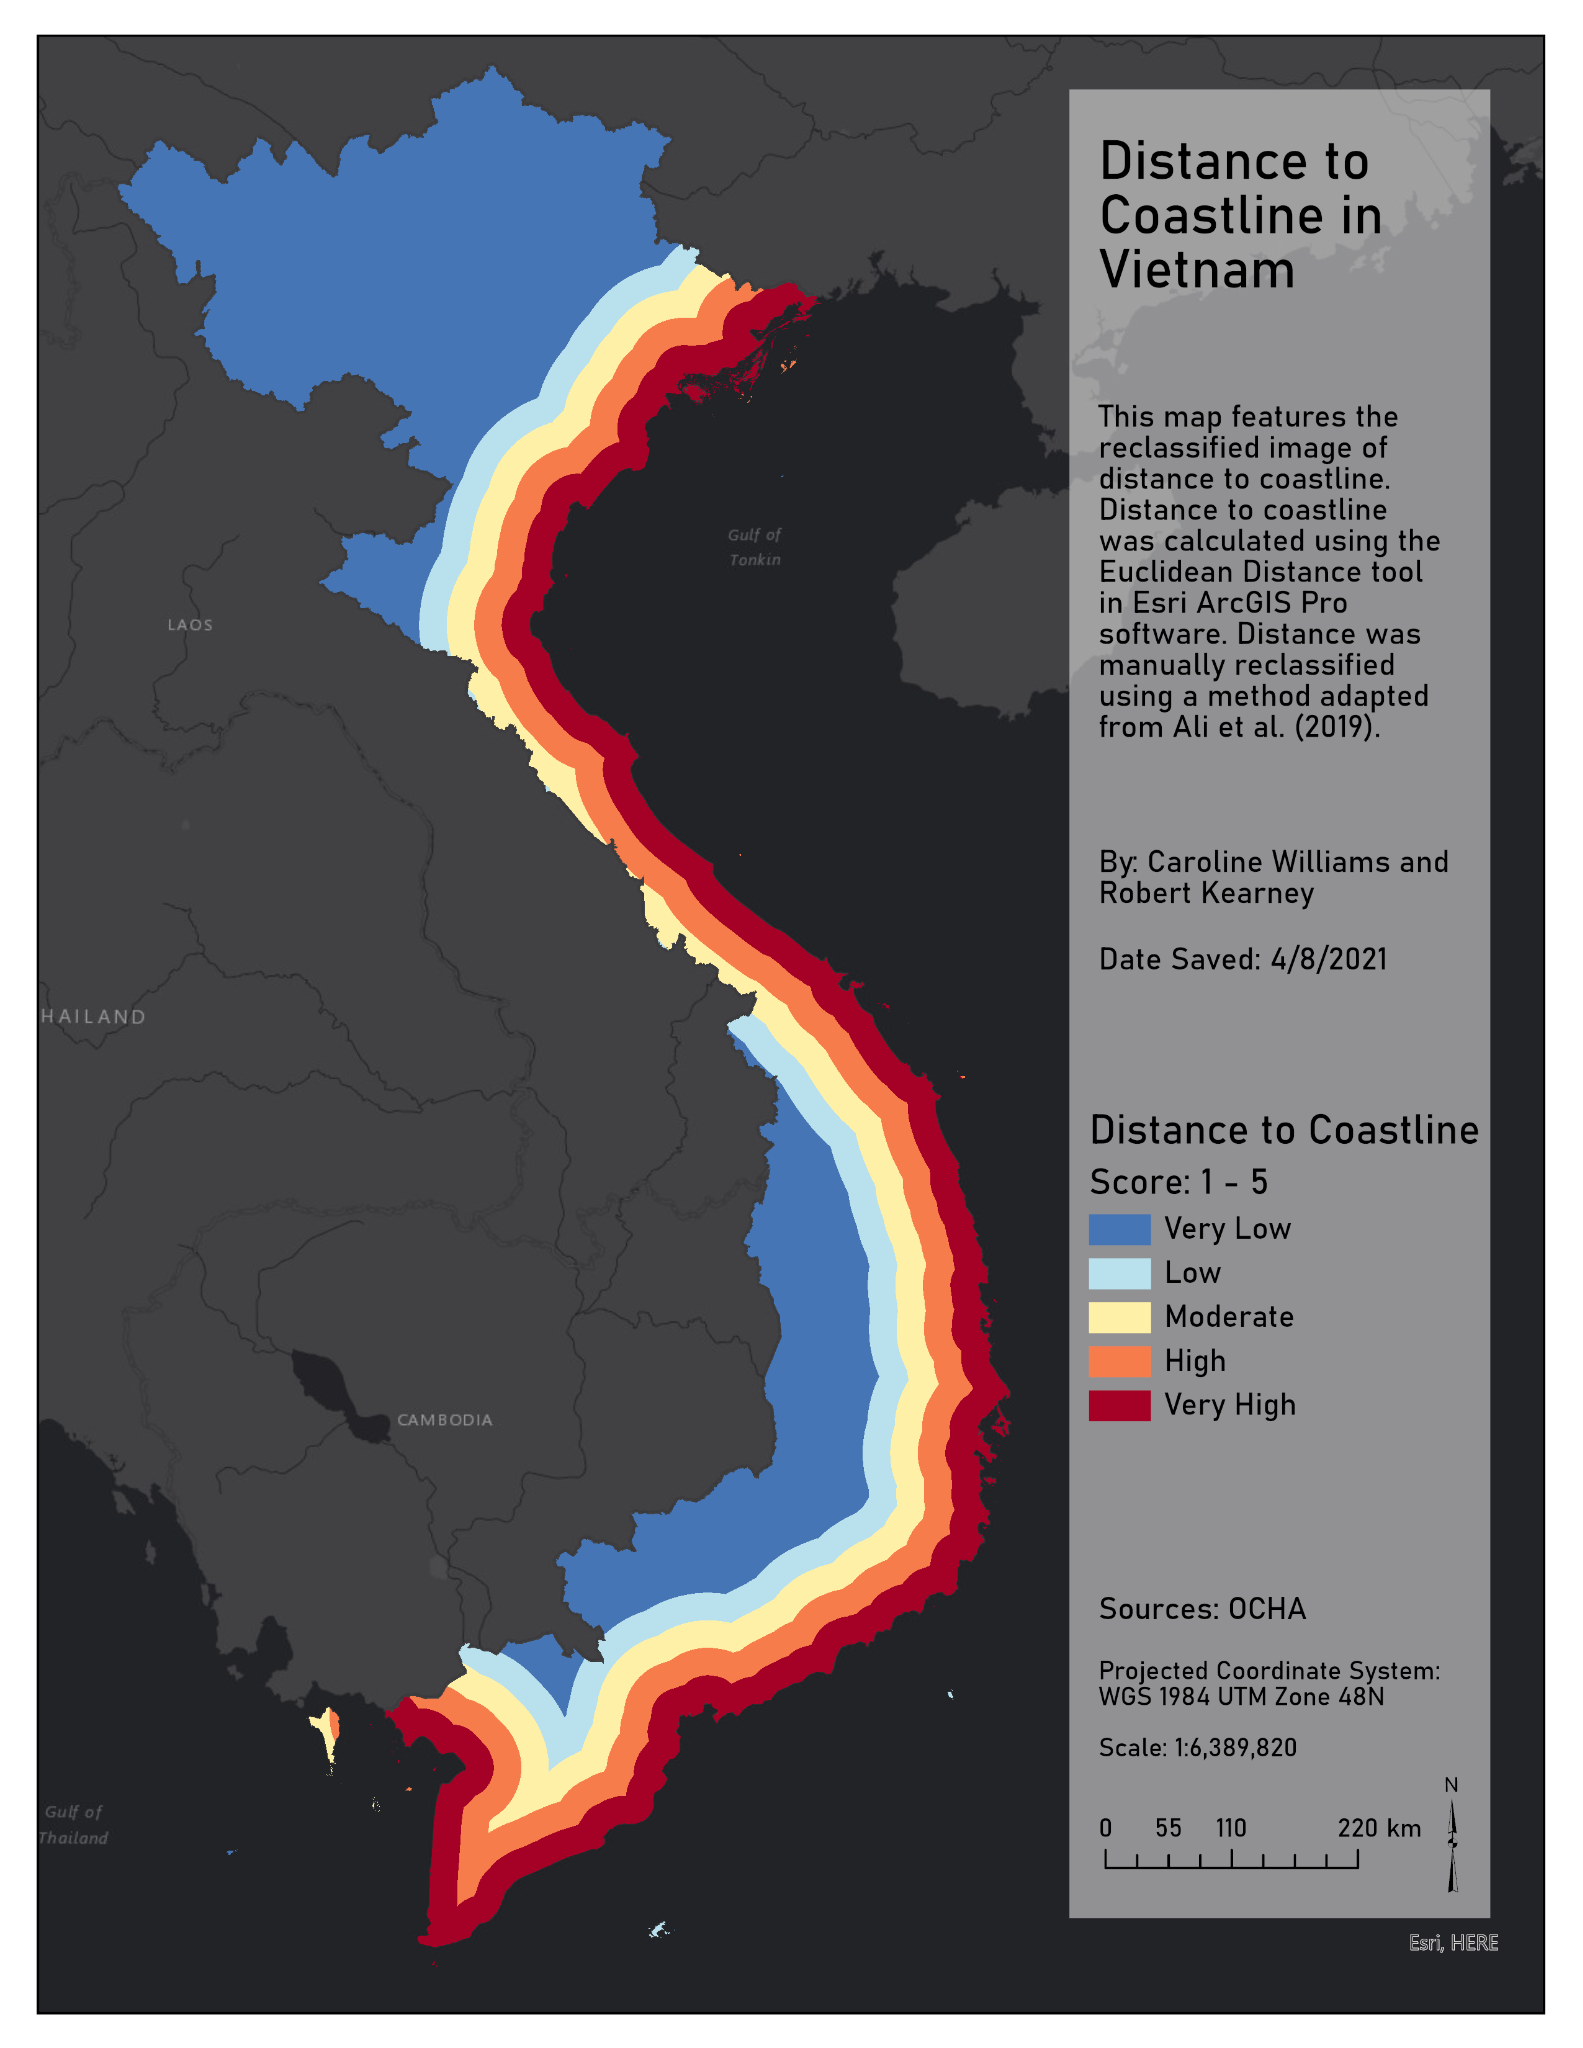 Distance to
Coastline in
Vietnam
This map features the
reclassified image of
distance to coastline.
Distance to coastline
was calculated using the
Euclidean Distance tool
in Esri ArcGIS Pro
software. Distance was
manually reclassified
using a method adapted
from Ali et al. (2019).
By: Caroline Williams and
Robert Kearney
Date Saved: 4/8/2021
Distance to Coastline
Score: 1 - 5
Very Low
Low
Moderate
High
Very High
Sources: OCHA
Projected Coordinate System:
WGS 1984 UTM Zone 48N
Scale: 1:6,389,820
N
0 55 110 220 km
Esri, HERE
Gulf of
Tonkin
LAOS
HAILAND
CAMBODIA
Gulf of
Thailand